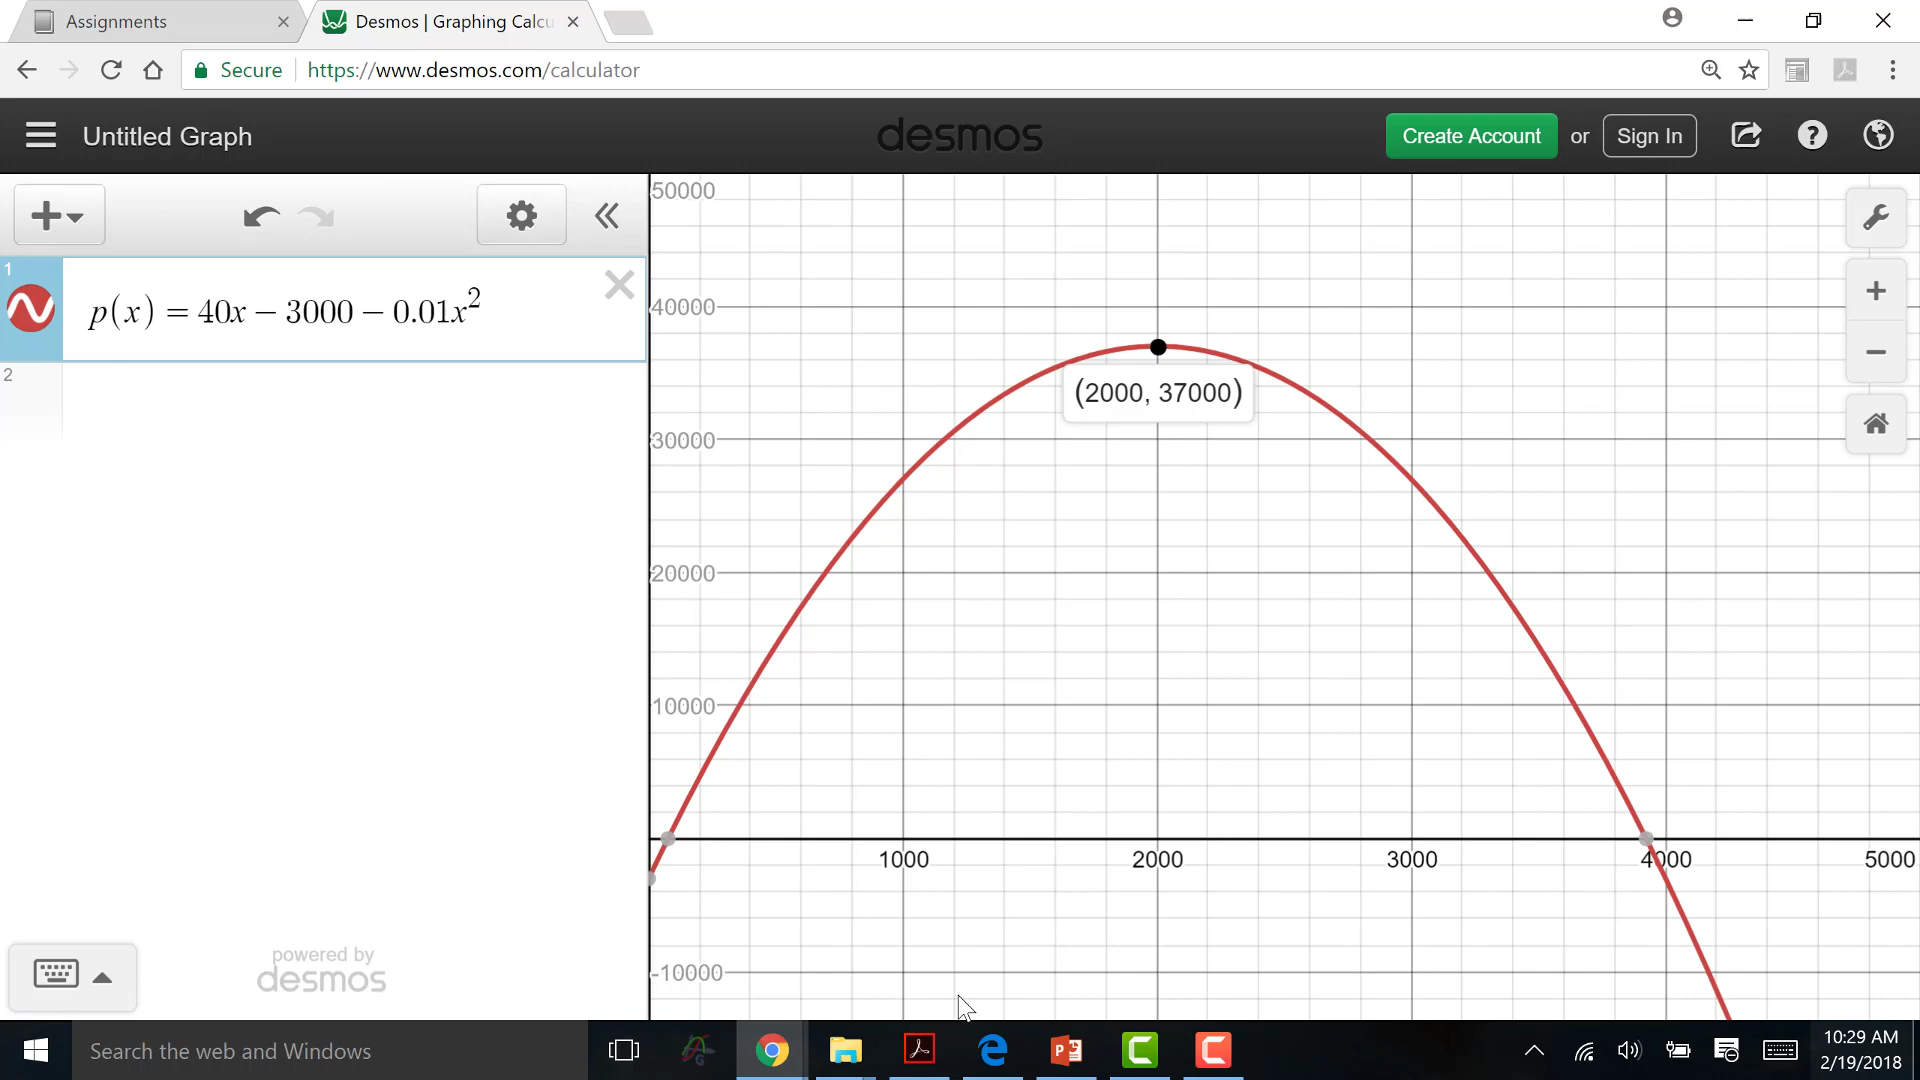 Assignments
Desmos | Graphing Calcu
Secure
https://www.desmos.com/calculator
Untitled Graph
desmos
Create Account
or
Sign In
1
p(x) = 40x − 3000 − 0.01x²
2
powered by
desmos
50000
40000
30000
20000
10000
-10000
(2000, 37000)
1000
2000
3000
4000
5000
Search the web and Windows
10:29 AM
2/19/2018